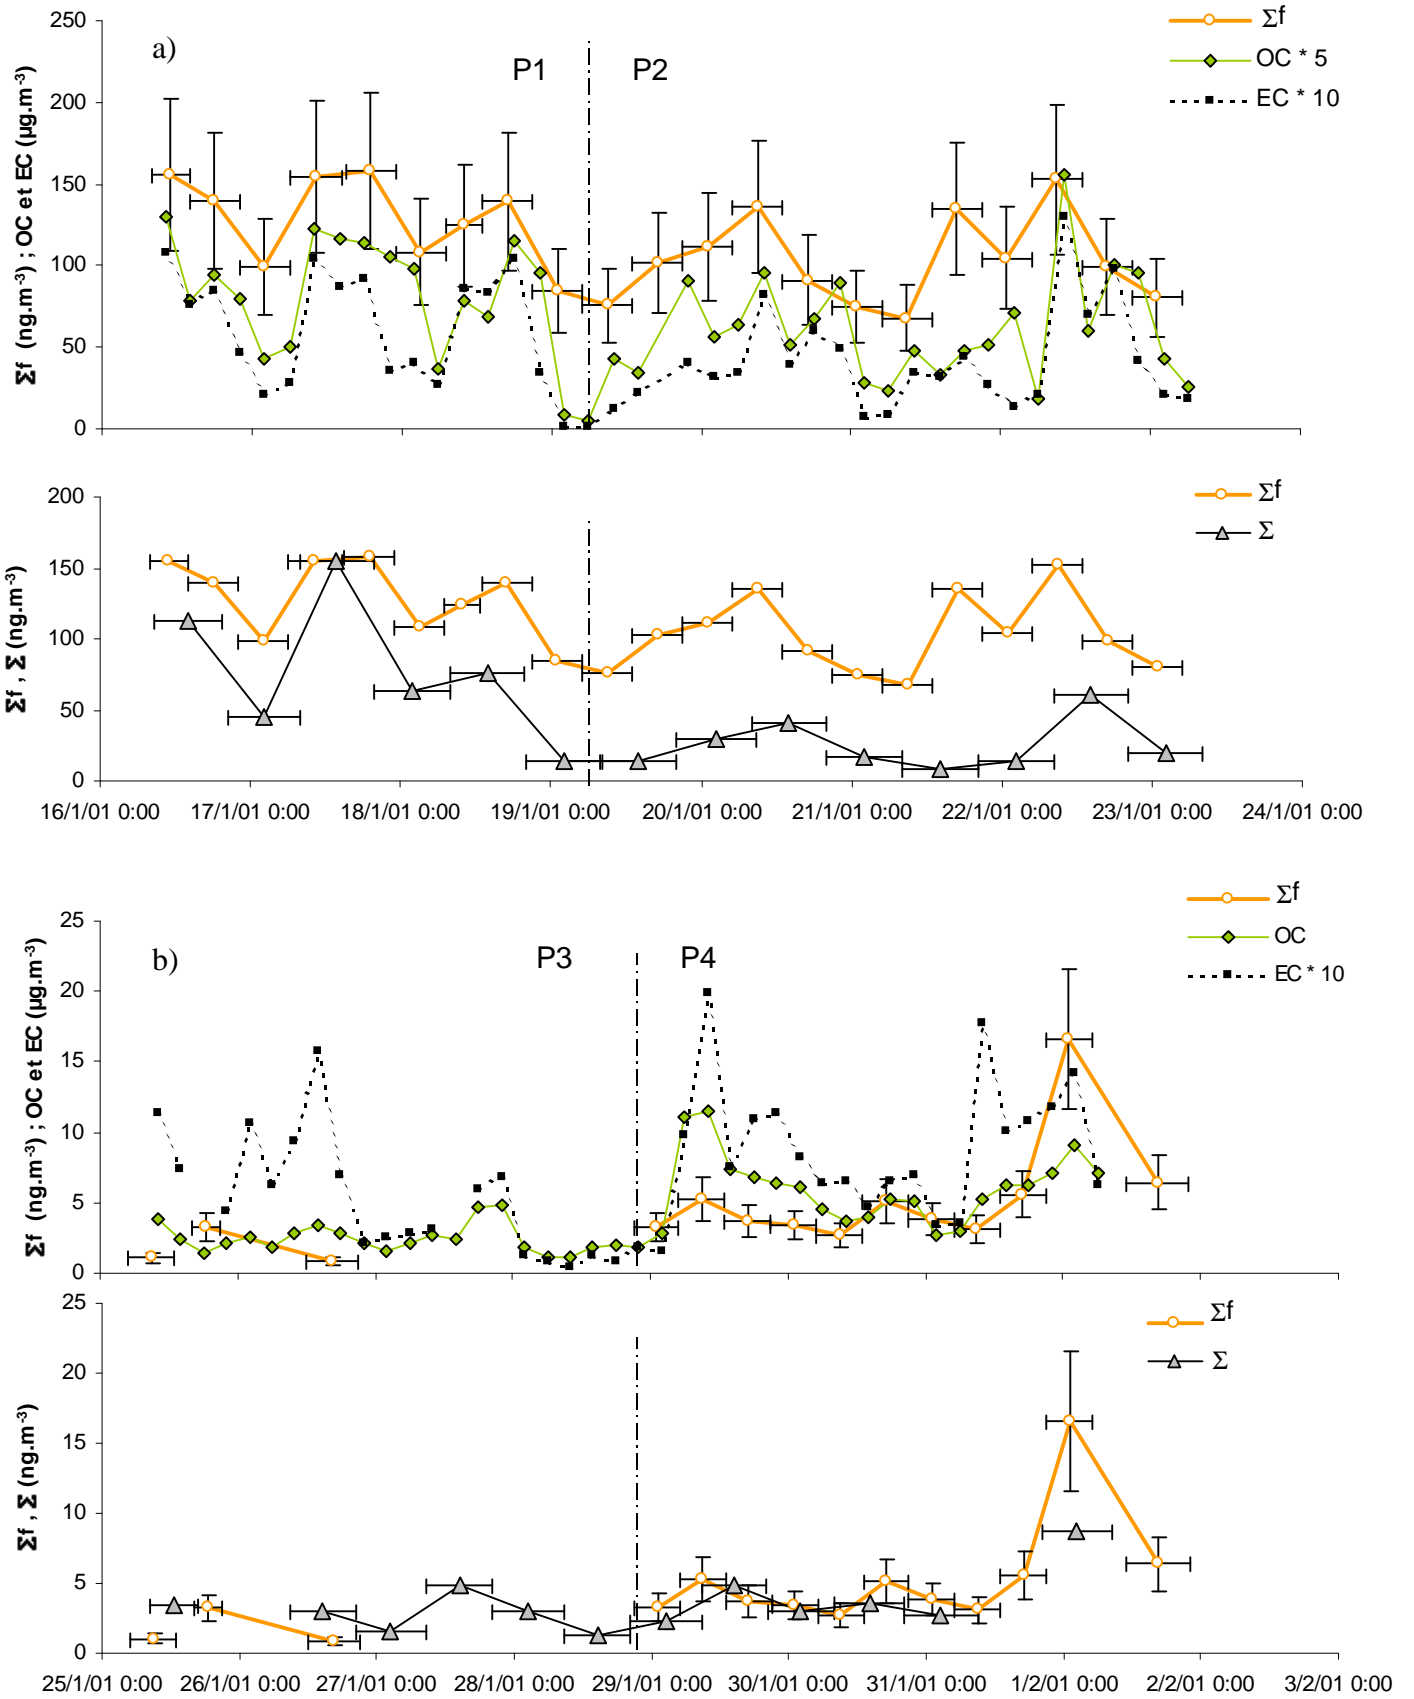 250
200
150
100
50
0
Σf (ng.m-3) ; OC et EC (µg.m-3)
a)
P1
P2
Σf
OC * 5
EC * 10
200
150
100
50
0
Σf , Σ (ng.m-3)
Σf
Σ
16/1/01 0:00 17/1/01 0:00 18/1/01 0:00 19/1/01 0:00 20/1/01 0:00 21/1/01 0:00 22/1/01 0:00 23/1/01 0:00 24/1/01 0:00
25
20
15
10
5
0
Σf (ng.m-3) ; OC et EC (µg.m-3)
b)
P3
P4
Σf
OC
EC * 10
25
20
15
10
5
0
Σf , Σ (ng.m-3)
Σf
Σ
25/1/01 0:00 26/1/01 0:00 27/1/01 0:00 28/1/01 0:00 29/1/01 0:00 30/1/01 0:00 31/1/01 0:00 1/2/01 0:00 2/2/01 0:00 3/2/01 0:00